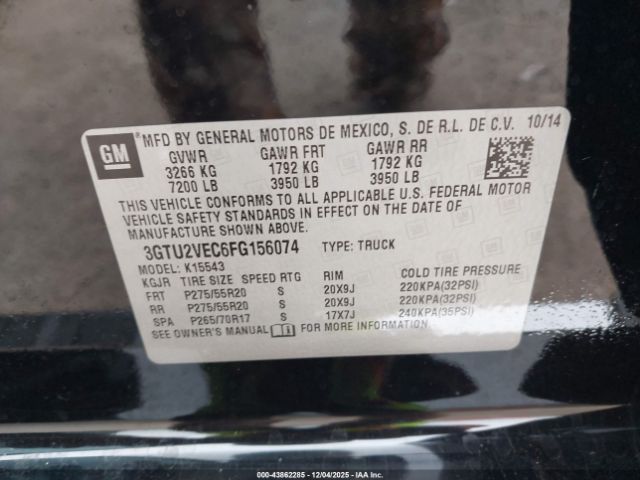 GM
MFD BY GENERAL MOTORS DE MEXICO, S. DE R.L. DE C.V. 10/14
GVWR GAWR FRT GAWR RR
3266 KG 1792 KG 1792 KG
7200 LB 3950 LB 3950 LB
THIS VEHICLE CONFORMS TO ALL APPLICABLE U.S. FEDERAL MOTOR
VEHICLE SAFETY STANDARDS IN EFFECT ON THE DATE OF
MANUFACTURE SHOWN ABOVE.
3GTU2VEC6FG156074 TYPE: TRUCK
MODEL: K15543
KGJR TIRE SIZE SPEED RTG RIM COLD TIRE PRESSURE
FRT P275/55R20 S 20X9J 220KPA(32PSI)
RR P275/55R20 S 20X9J 220KPA(32PSI)
SPA P265/70R17 S 17X7J 240KPA(35PSI)
SEE OWNER'S MANUAL FOR MORE INFORMATION.
000-43862285 - 12/04/2025 - IAA Inc.